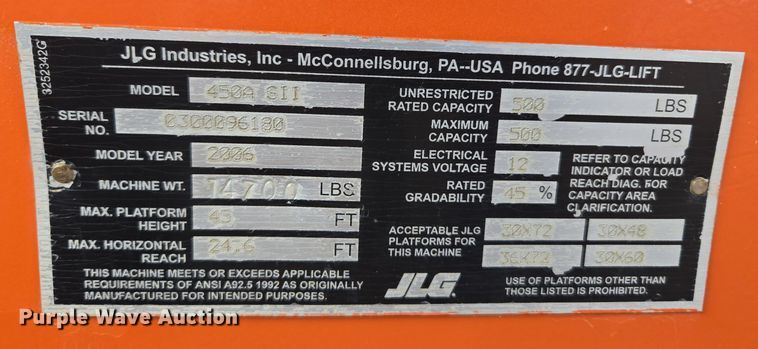 3252342G
JLG Industries, Inc - McConnellsburg, PA--USA Phone 877-JLG-LIFT
MODEL 450A SII
SERIAL NO. 0300096180
MODEL YEAR 2006
MACHINE WT. 14700 LBS
MAX. PLATFORM HEIGHT 45 FT
MAX. HORIZONTAL REACH 24.6 FT
THIS MACHINE MEETS OR EXCEEDS APPLICABLE
REQUIREMENTS OF ANSI A92.5 1992 AS ORIGINALLY
MANUFACTURED FOR INTENDED PURPOSES.
UNRESTRICTED RATED CAPACITY 500 LBS
MAXIMUM CAPACITY 500 LBS
ELECTRICAL SYSTEMS VOLTAGE 12
RATED GRADABILITY 45 %
REFER TO CAPACITY
INDICATOR OR LOAD
REACH DIAG. FOR
CAPACITY AREA
CLARIFICATION.
ACCEPTABLE JLG
PLATFORMS FOR
THIS MACHINE
30X72 30X48
36X72 30X60
JLG
USE OF PLATFORMS OTHER THAN
THOSE LISTED IS PROHIBITED.
Purple Wave Auction